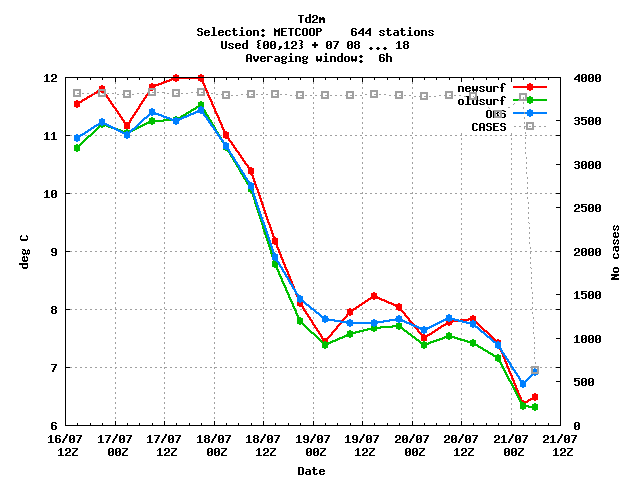 Td2m
Selection: METCOOP    644 stations
Used {00,12} + 07 08 ... 18
Averaging window:  6h
newsurf
oldsurf
OBS
CASES
deg C
12
11
10
9
8
7
6
4000
3500
3000
2500
2000
1500
1000
500
0
No cases
16/07 17/07 17/07 18/07 18/07 19/07 19/07 20/07 20/07 21/07 21/07
12Z 00Z 12Z 00Z 12Z 00Z 12Z 00Z 12Z 00Z 12Z
Date